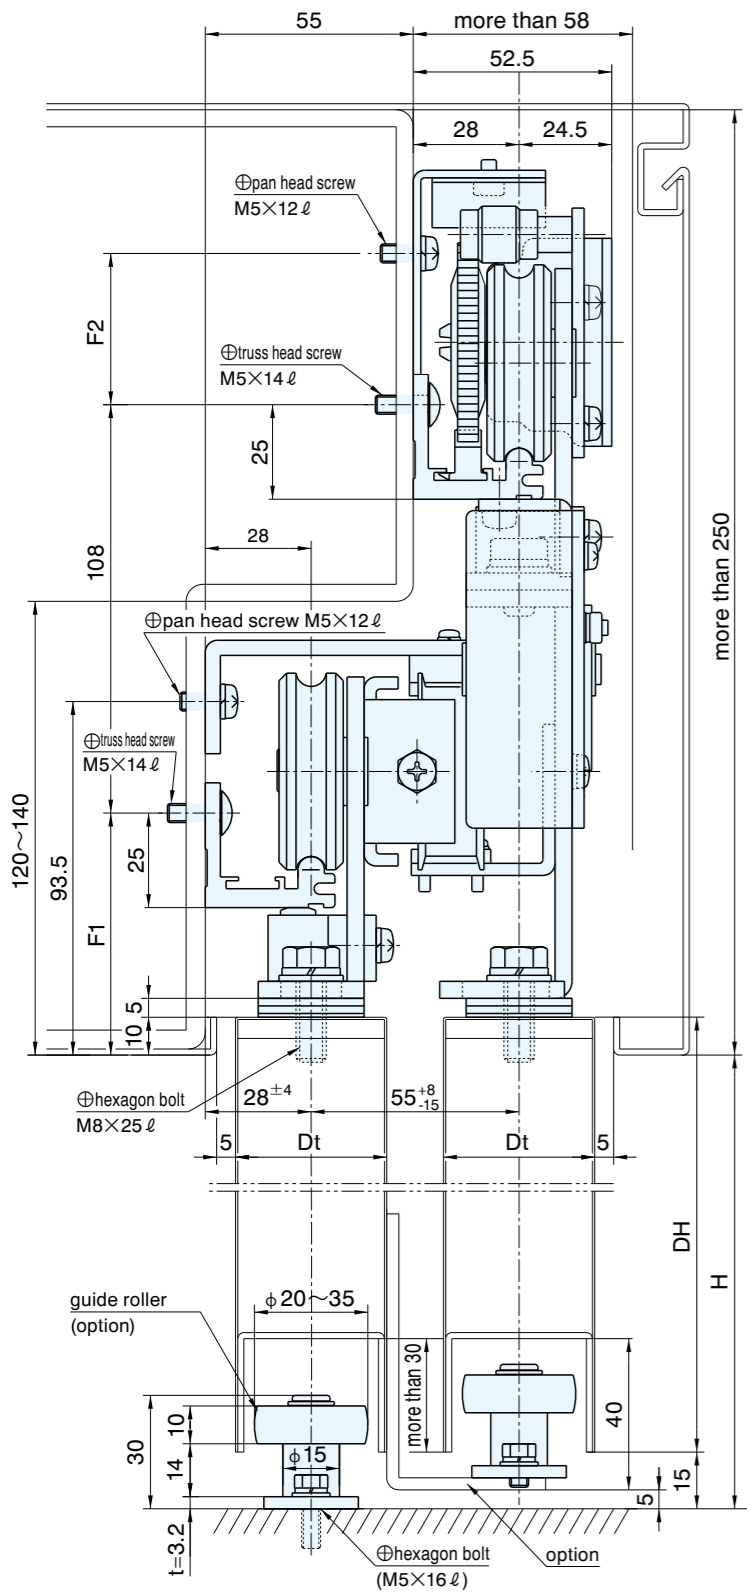 55
more than 58
52.5
28
24.5
⊕pan head screw
M5×12ℓ
F2
⊕truss head screw
M5×14ℓ
25
28
108
more than 250
⊕pan head screw M5×12ℓ
⊕truss head screw
M5×14ℓ
120～140
93.5
25
F1
5
10
⊕hexagon bolt
M8×25ℓ
28±4
55+8-15
5
Dt
Dt
5
DH
H
guide roller
(option)
φ20～35
more than 30
40
30
10
φ15
14
15
5
t=3.2
⊕hexagon bolt
(M5×16ℓ)
option